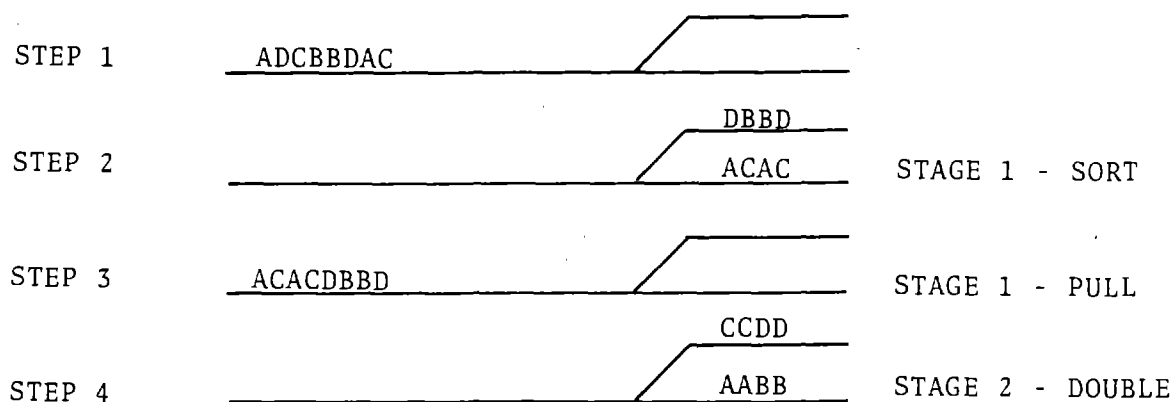 STEP 1 ADCBBDAC
DBBD
STEP 2 ACAC STAGE 1 - SORT
STEP 3 ACACDBBD STAGE 1 - PULL
CCDD
STEP 4 AABB STAGE 2 - DOUBLE